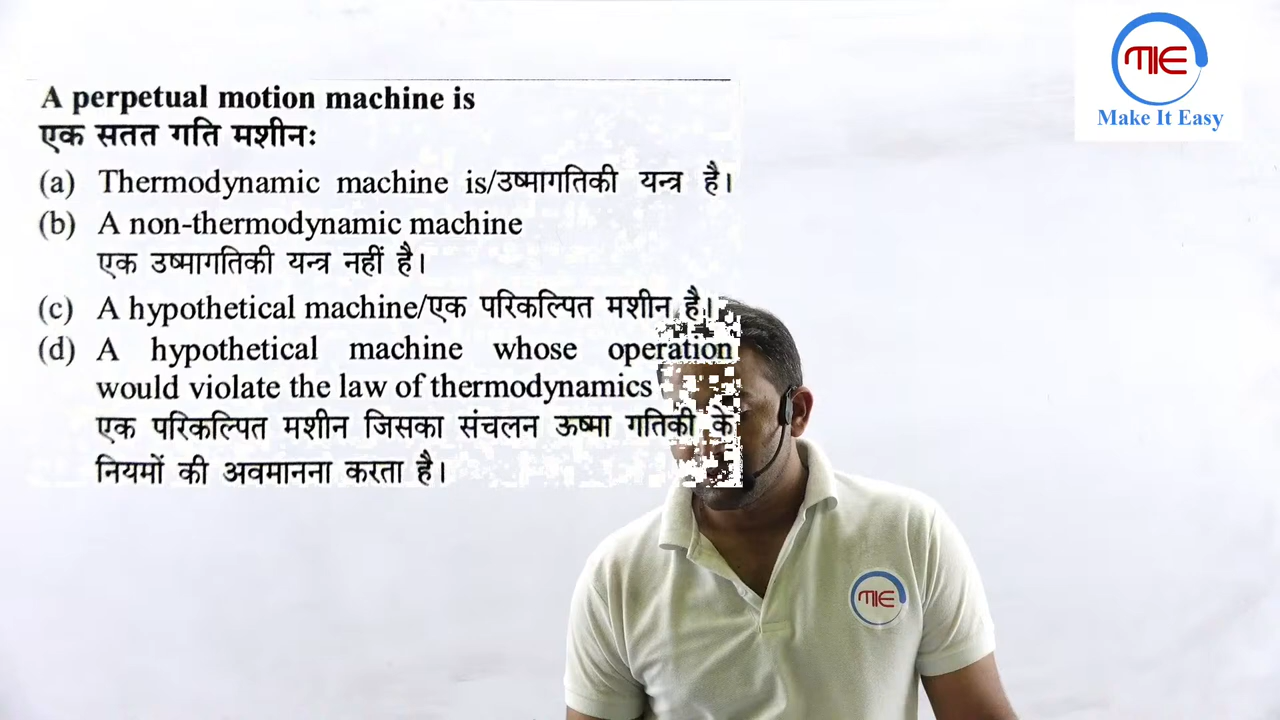 A perpetual motion machine is
एक सतत गति मशीनः
(a) Thermodynamic machine is/उष्मागतिकी यन्त्र है।
(b) A non-thermodynamic machine
एक उष्मागतिकी यन्त्र नहीं है।
(c) A hypothetical machine/एक परिकल्पित मशीन है।
(d) A hypothetical machine whose operation
would violate the law of thermodynamics
एक परिकल्पित मशीन जिसका संचलन ऊष्मा गतिकी के
नियमों की अवमानना करता है।
MIE
Make It Easy
MIE